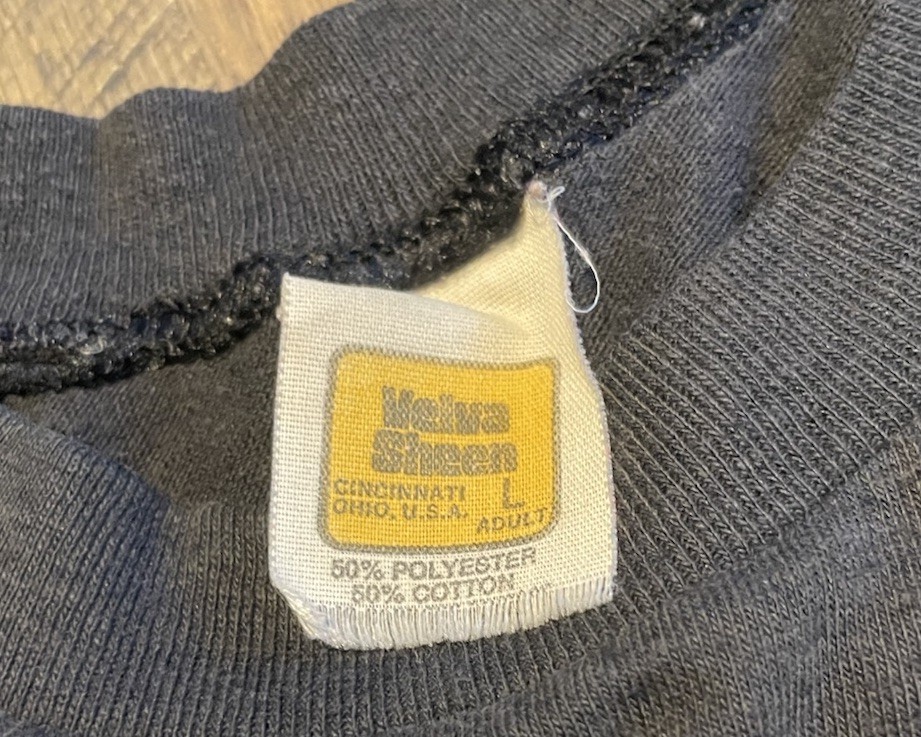 Velva
Sheen
CINCINNATI L
OHIO, U.S.A. ADULT
50% POLYESTER
50% COTTON